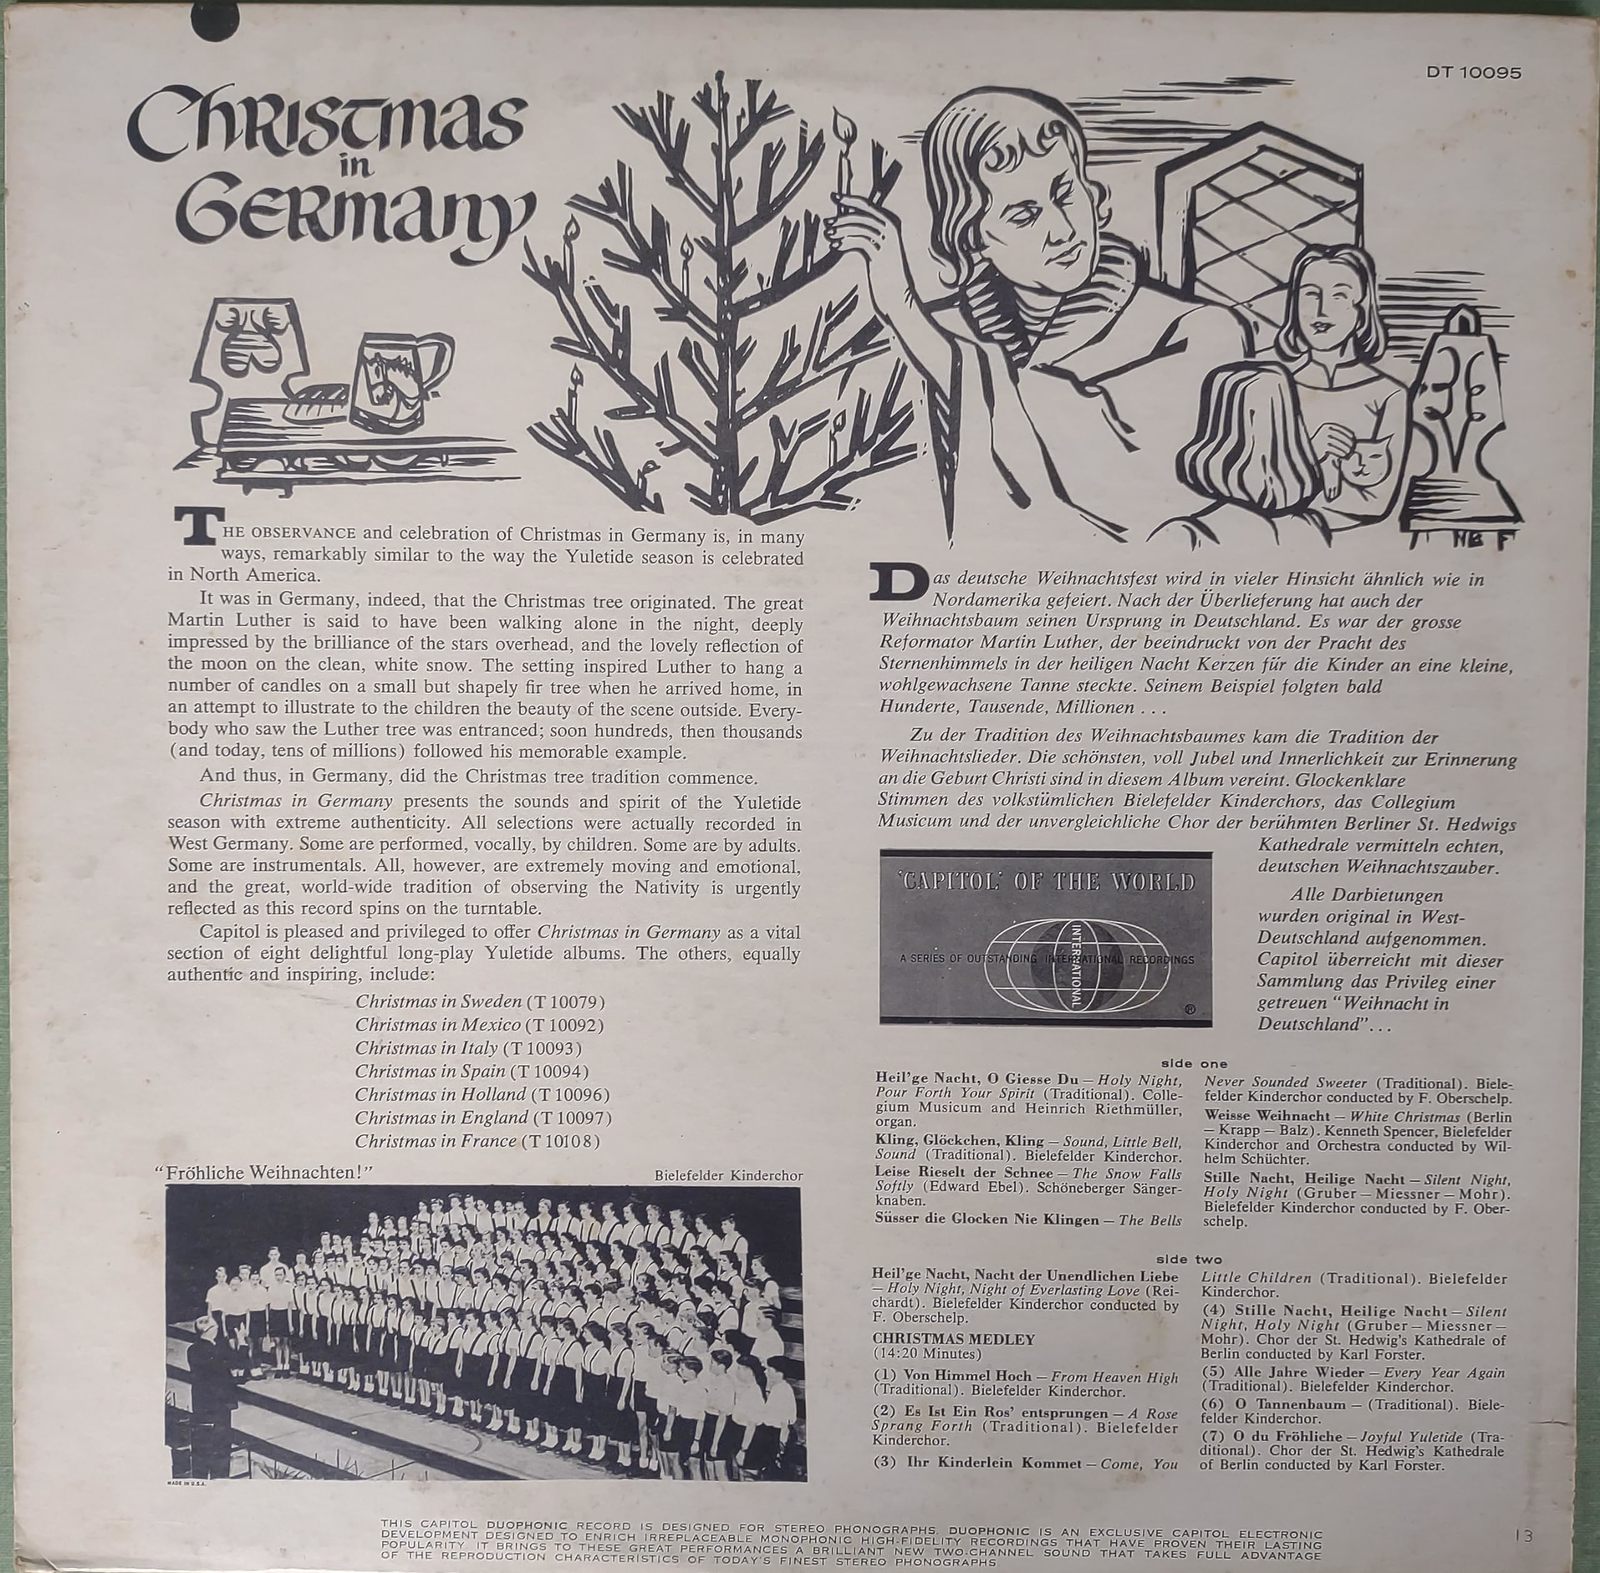 DT 10095
Christmas
in
Germany
NB F
THE OBSERVANCE and celebration of Christmas in Germany is, in many
ways, remarkably similar to the way the Yuletide season is celebrated
in North America.
It was in Germany, indeed, that the Christmas tree originated. The great
Martin Luther is said to have been walking alone in the night, deeply
impressed by the brilliance of the stars overhead, and the lovely reflection of
the moon on the clean, white snow. The setting inspired Luther to hang a
number of candles on a small but shapely fir tree when he arrived home, in
an attempt to illustrate to the children the beauty of the scene outside. Every-
body who saw the Luther tree was entranced; soon hundreds, then thousands
(and today, tens of millions) followed his memorable example.
And thus, in Germany, did the Christmas tree tradition commence.
Christmas in Germany presents the sounds and spirit of the Yuletide
season with extreme authenticity. All selections were actually recorded in
West Germany. Some are performed, vocally, by children. Some are by adults.
Some are instrumentals. All, however, are extremely moving and emotional,
and the great, world-wide tradition of observing the Nativity is urgently
reflected as this record spins on the turntable.
Capitol is pleased and privileged to offer Christmas in Germany as a vital
section of eight delightful long-play Yuletide albums. The others, equally
authentic and inspiring, include:
Christmas in Sweden (T 10079)
Christmas in Mexico (T 10092)
Christmas in Italy (T 10093)
Christmas in Spain (T 10094)
Christmas in Holland (T 10096)
Christmas in England (T 10097)
Christmas in France (T 10108)
"Fröhliche Weihnachten!"
Bielefelder Kinderchor
MADE IN U.S.A.
Das deutsche Weihnachtsfest wird in vieler Hinsicht ähnlich wie in
Nordamerika gefeiert. Nach der Überlieferung hat auch der
Weihnachtsbaum seinen Ursprung in Deutschland. Es war der grosse
Reformator Martin Luther, der beeindruckt von der Pracht des
Sternenhimmels in der heiligen Nacht Kerzen für die Kinder an eine kleine,
wohlgewachsene Tanne steckte. Seinem Beispiel folgten bald
Hunderte, Tausende, Millionen . . .
Zu der Tradition des Weihnachtsbaumes kam die Tradition der
Weihnachtslieder. Die schönsten, voll Jubel und Innerlichkeit zur Erinnerung
an die Geburt Christi sind in diesem Album vereint. Glockenklare
Stimmen des volkstümlichen Bielefelder Kinderchors, das Collegium
Musicum und der unvergleichliche Chor der berühmten Berliner St. Hedwigs
Kathedrale vermitteln echten,
deutschen Weihnachtszauber.
Alle Darbietungen
wurden original in West-
Deutschland aufgenommen.
Capitol überreicht mit dieser
Sammlung das Privileg einer
getreuen "Weihnacht in
Deutschland"...
'CAPITOL' OF THE WORLD
A SERIES OF OUTSTANDING INTERNATIONAL RECORDINGS
INTERNATIONAL
®
side one
Heil'ge Nacht, O Giesse Du – Holy Night,
Pour Forth Your Spirit (Traditional). Colle-
gium Musicum and Heinrich Riethmüller,
organ.
Kling, Glöckchen, Kling – Sound, Little Bell,
Sound (Traditional). Bielefelder Kinderchor.
Leise Rieselt der Schnee – The Snow Falls
Softly (Edward Ebel). Schöneberger Sänger-
knaben.
Süsser die Glocken Nie Klingen – The Bells
Never Sounded Sweeter (Traditional). Biele-
felder Kinderchor conducted by F. Oberschelp.
Weisse Weihnacht – White Christmas (Berlin
– Krapp – Balz). Kenneth Spencer, Bielefelder
Kinderchor and Orchestra conducted by Wil-
helm Schüchter.
Stille Nacht, Heilige Nacht – Silent Night,
Holy Night (Gruber – Miessner – Mohr).
Bielefelder Kinderchor conducted by F. Ober-
schelp.
side two
Heil'ge Nacht, Nacht der Unendlichen Liebe
– Holy Night, Night of Everlasting Love (Rei-
chardt). Bielefelder Kinderchor conducted by
F. Oberschelp.
CHRISTMAS MEDLEY
(14:20 Minutes)
(1) Von Himmel Hoch – From Heaven High
(Traditional). Bielefelder Kinderchor.
(2) Es Ist Ein Ros' entsprungen – A Rose
Sprang Forth (Traditional). Bielefelder
Kinderchor.
(3) Ihr Kinderlein Kommet – Come, You
Little Children (Traditional). Bielefelder
Kinderchor.
(4) Stille Nacht, Heilige Nacht – Silent
Night, Holy Night (Gruber – Miessner –
Mohr). Chor der St. Hedwig's Kathedrale of
Berlin conducted by Karl Forster.
(5) Alle Jahre Wieder – Every Year Again
(Traditional). Bielefelder Kinderchor.
(6) O Tannenbaum – (Traditional). Biele-
felder Kinderchor.
(7) O du Fröhliche – Joyful Yuletide (Tra-
ditional). Chor der St. Hedwig's Kathedrale
of Berlin conducted by Karl Forster.
THIS CAPITOL DUOPHONIC RECORD IS DESIGNED FOR STEREO PHONOGRAPHS. DUOPHONIC IS AN EXCLUSIVE CAPITOL ELECTRONIC
DEVELOPMENT DESIGNED TO ENRICH IRREPLACEABLE MONOPHONIC HIGH-FIDELITY RECORDINGS THAT HAVE PROVEN THEIR LASTING
POPULARITY. IT BRINGS TO THESE GREAT PERFORMANCES A BRILLIANT NEW TWO-CHANNEL SOUND THAT TAKES FULL ADVANTAGE
OF THE REPRODUCTION CHARACTERISTICS OF TODAY'S FINEST STEREO PHONOGRAPHS
13